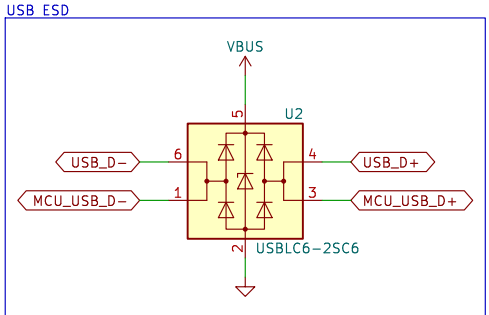 USB ESD
VBUS
5
U2
USB_D-
6
4
USB_D+
MCU_USB_D-
1
3
MCU_USB_D+
2
USBLC6-2SC6